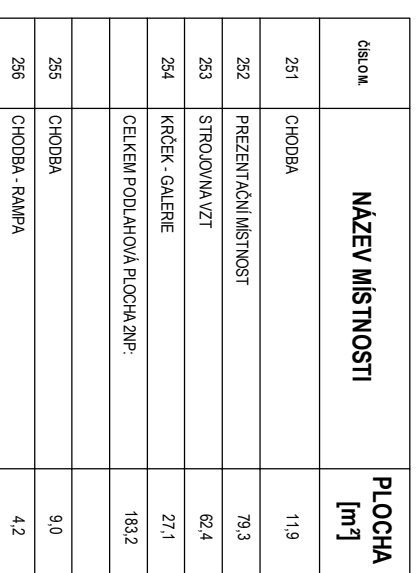 ČÍSLO M. NÁZEV MÍSTNOSTI PLOCHA [m²]
251 CHODBA 11,9
252 PREZENTAČNÍ MÍSTNOST 79,3
253 STROJOVNA VZT 62,4
254 KRČEK - GALERIE 27,1
CELKEM PODLAHOVÁ PLOCHA 2NP: 183,2
255 CHODBA 9,0
256 CHODBA - RAMPA 4,2